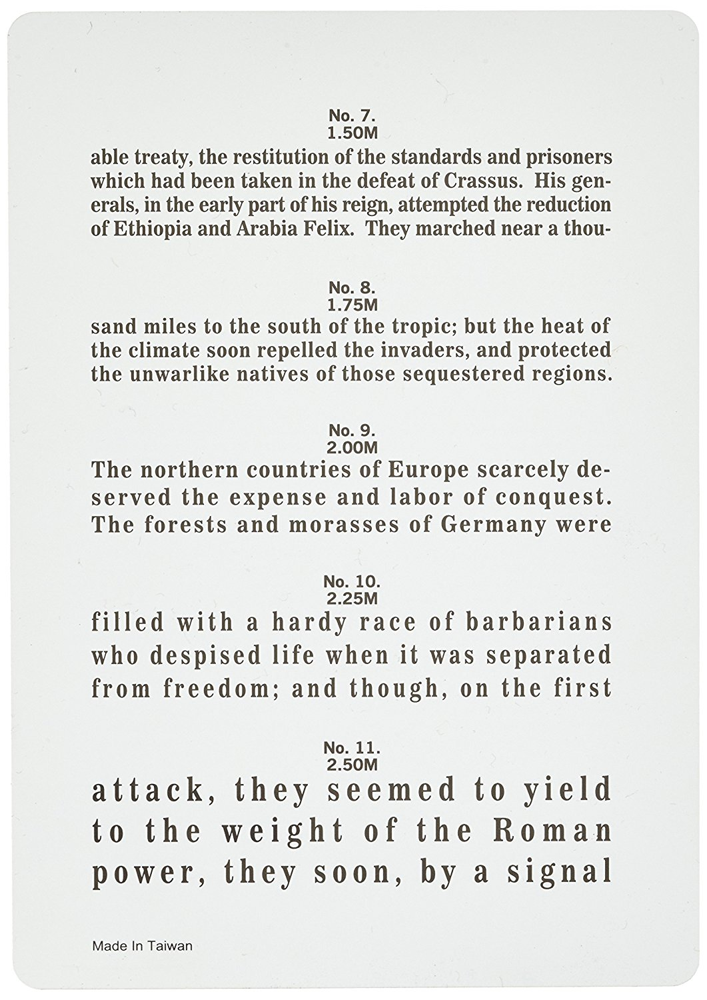 No. 7.
1.50M
able treaty, the restitution of the standards and prisoners
which had been taken in the defeat of Crassus. His gen-
erals, in the early part of his reign, attempted the reduction
of Ethiopia and Arabia Felix. They marched near a thou-
No. 8.
1.75M
sand miles to the south of the tropic; but the heat of
the climate soon repelled the invaders, and protected
the unwarlike natives of those sequestered regions.
No. 9.
2.00M
The northern countries of Europe scarcely de-
served the expense and labor of conquest.
The forests and morasses of Germany were
No. 10.
2.25M
filled with a hardy race of barbarians
who despised life when it was separated
from freedom; and though, on the first
No. 11.
2.50M
attack, they seemed to yield
to the weight of the Roman
power, they soon, by a signal
Made In Taiwan